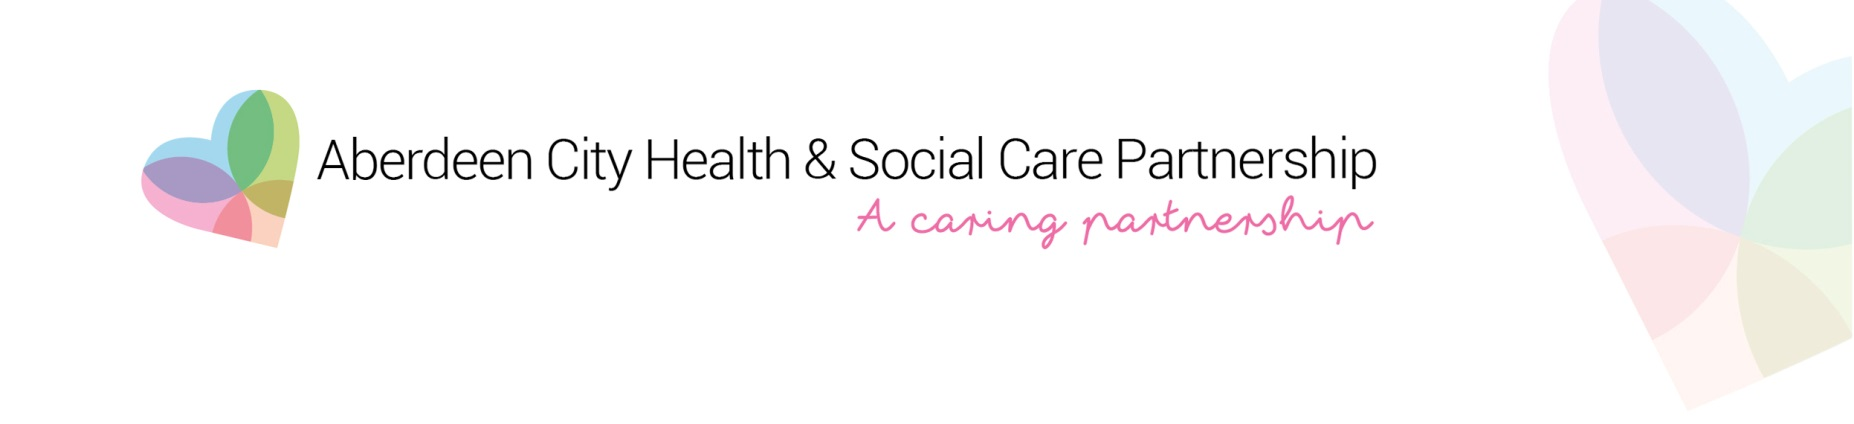 Aberdeen City Health & Social Care Partnership
A caring partnership